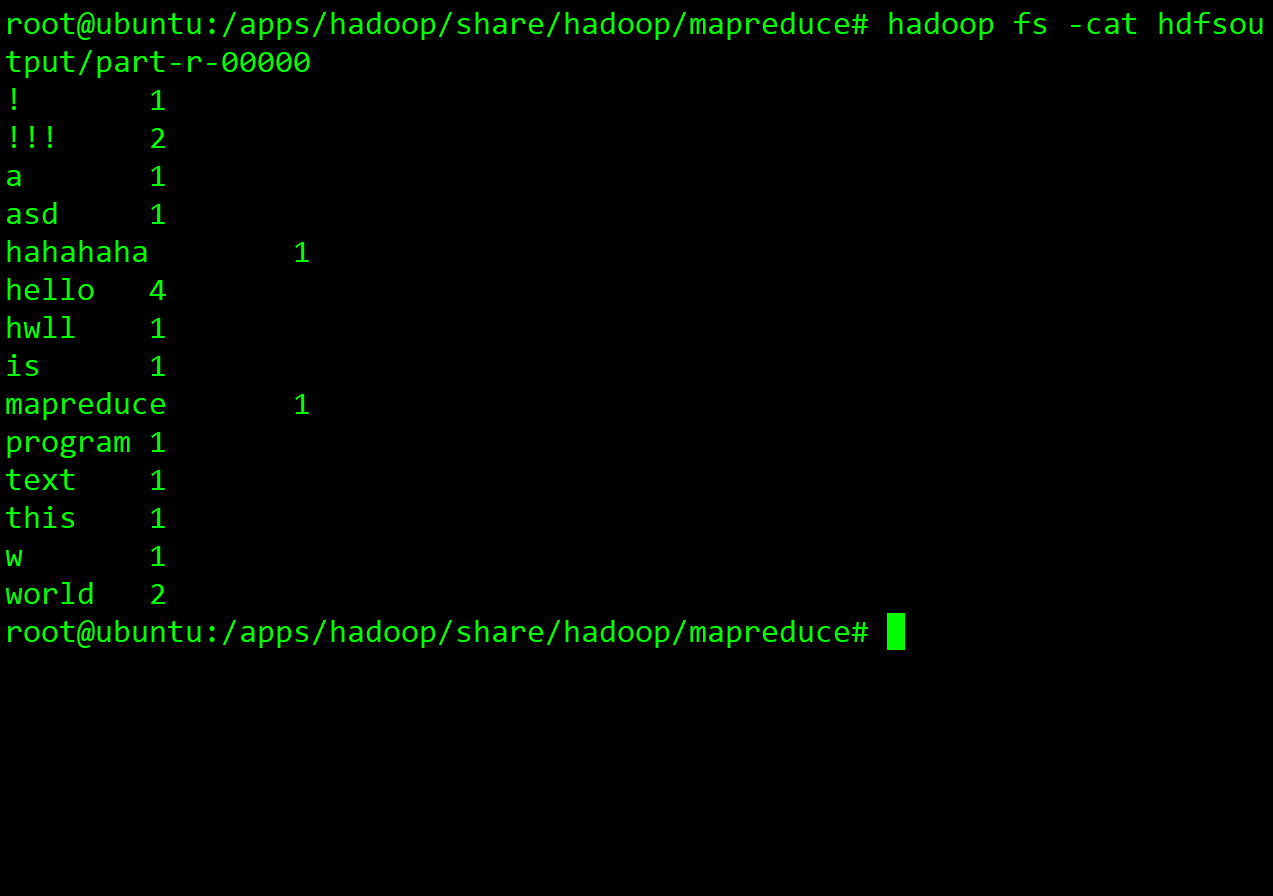 root@ubuntu:/apps/hadoop/share/hadoop/mapreduce# hadoop fs -cat hdfsou
tput/part-r-00000
!       1
!!!     2
a       1
asd     1
hahahaha        1
hello   4
hwll    1
is      1
mapreduce       1
program 1
text    1
this    1
w       1
world   2
root@ubuntu:/apps/hadoop/share/hadoop/mapreduce#